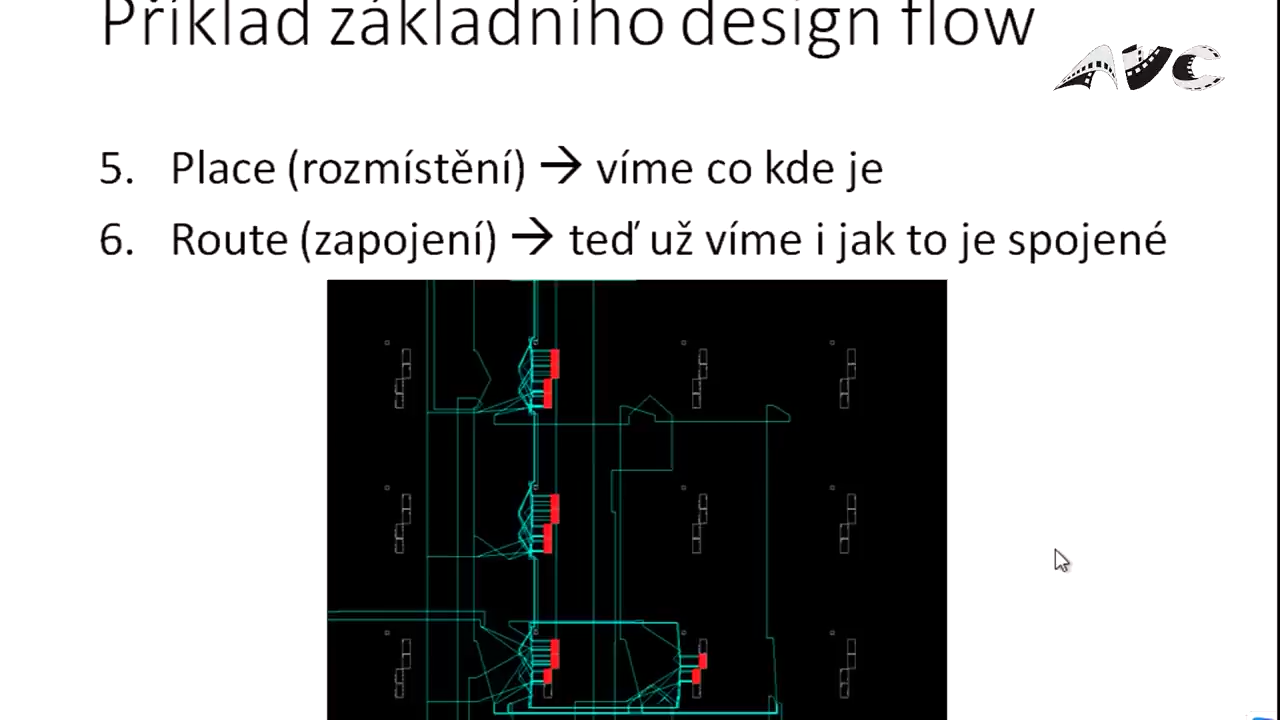 Příklad základního design flow
AVC
5. Place (rozmístění) → víme co kde je
6. Route (zapojení) → teď už víme i jak to je spojené